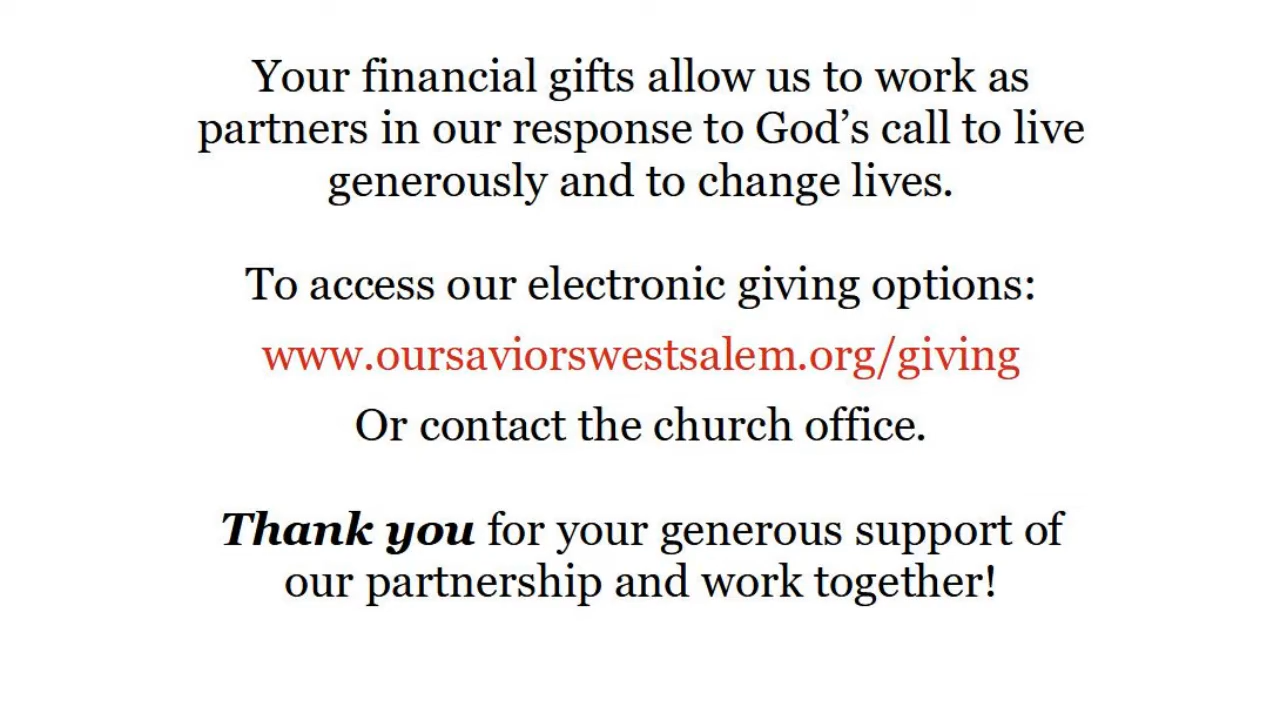 Your financial gifts allow us to work as
partners in our response to God’s call to live
generously and to change lives.
To access our electronic giving options:
www.oursaviorswestsalem.org/giving
Or contact the church office.
Thank you for your generous support of
our partnership and work together!